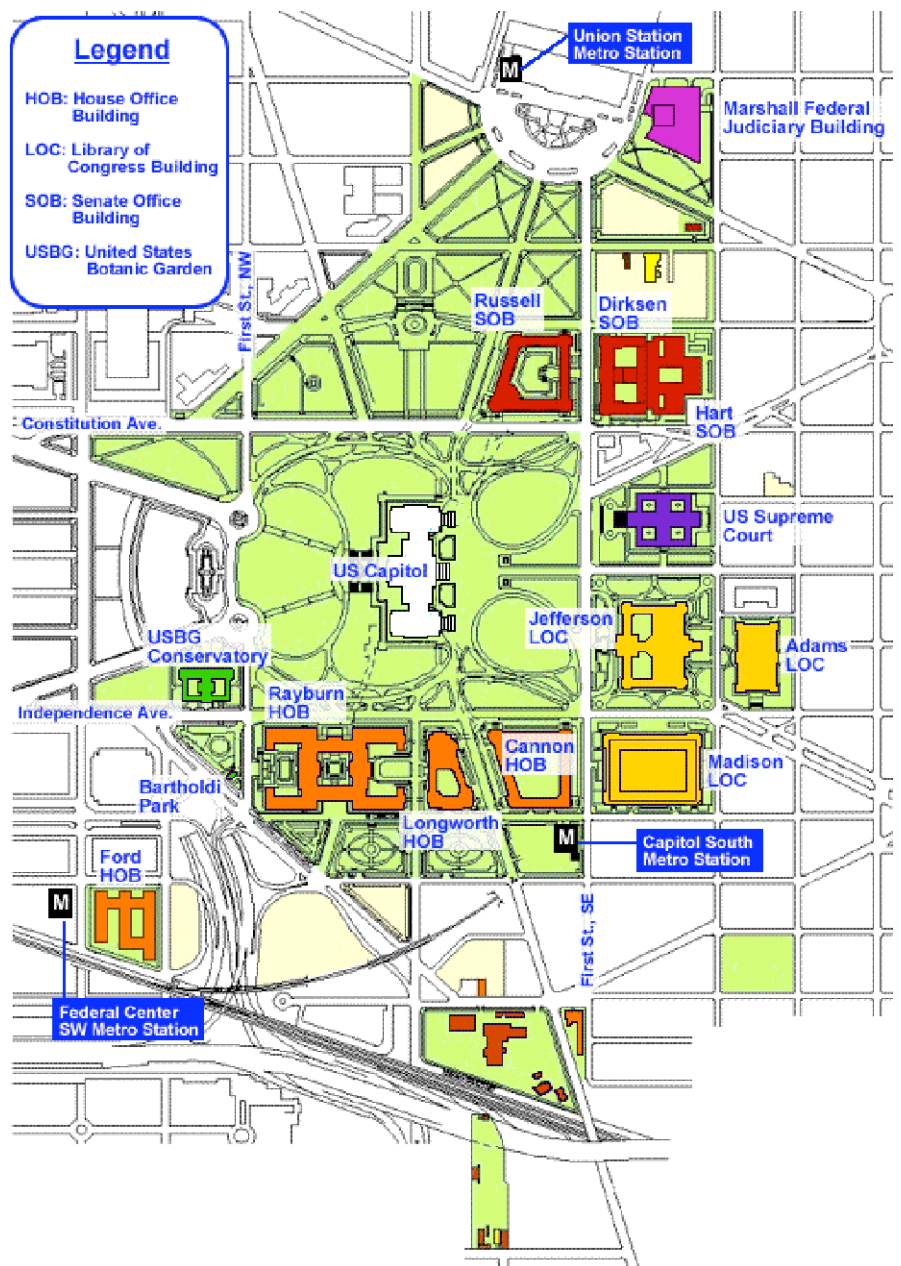 Legend
HOB: House Office
Building
LOC: Library of
Congress Building
SOB: Senate Office
Building
USBG: United States
Botanic Garden
Union Station
Metro Station
M
Marshall Federal
Judiciary Building
First St., NW
Russell
SOB
Dirksen
SOB
Hart
SOB
Constitution Ave.
US Supreme
Court
US Capitol
Jefferson
LOC
Adams
LOC
USBG
Conservatory
Rayburn
HOB
Independence Ave.
Cannon
HOB
Madison
LOC
Bartholdi
Park
Longworth
HOB
M
Capitol South
Metro Station
Ford
HOB
M
First St., SE
Federal Center
SW Metro Station